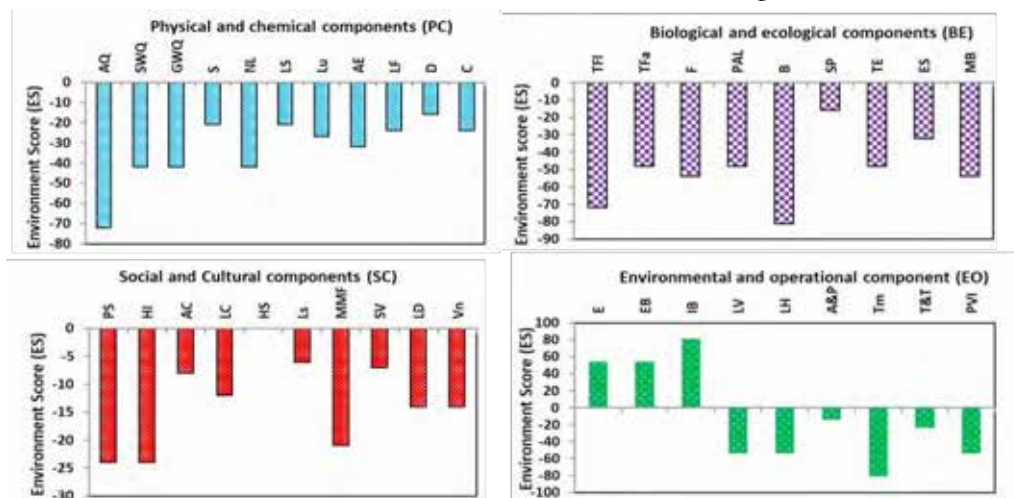 Physical and chemical components (PC)
AQ
SWQ
GWQ
S
NL
LS
Lu
AE
LF
D
C
0
-10
-20
-30
-40
-50
-60
-70
-80
Environment Score (ES)
Biological and ecological components (BE)
TFl
TFa
F
PAL
B
SP
TE
ES
MB
0
-10
-20
-30
-40
-50
-60
-70
-80
-90
Environment Score (ES)
Social and Cultural components (SC)
PS
HI
AC
LC
HS
Ls
MMF
SV
LD
Vn
0
-5
-10
-15
-20
-25
-30
Environment Score (ES)
Environmental and operational component (EO)
E
EB
IB
LV
LH
A&P
Tm
T&T
PVI
100
80
60
40
20
0
-20
-40
-60
-80
-100
Environment Score (ES)